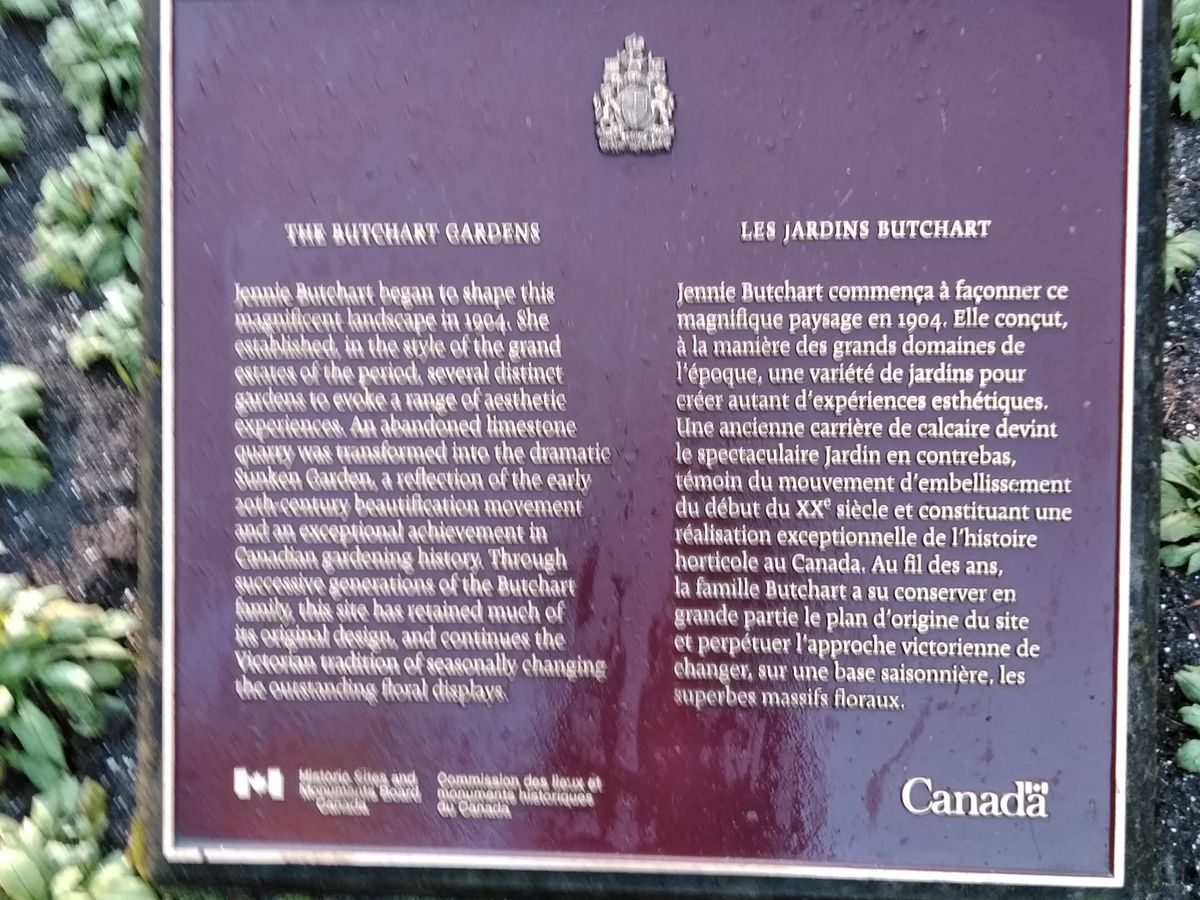 THE BUTCHART GARDENS
Jennie Butchart began to shape this
magnificent landscape in 1904. She
established, in the style of the grand
estates of the period, several distinct
gardens to evoke a range of aesthetic
experiences. An abandoned limestone
quarry was transformed into the dramatic
Sunken Garden, a reflection of the early
20th-century beautification movement
and an exceptional achievement in
Canadian gardening history. Through
successive generations of the Butchart
family, this site has retained much of
its original design, and continues the
Victorian tradition of seasonally changing
the outstanding floral displays.
LES JARDINS BUTCHART
Jennie Butchart commença à façonner ce
magnifique paysage en 1904. Elle conçut,
à la manière des grands domaines de
l'époque, une variété de jardins pour
créer autant d'expériences esthétiques.
Une ancienne carrière de calcaire devint
le spectaculaire Jardin en contrebas,
témoin du mouvement d'embellissement
du début du XXe siècle et constituant une
réalisation exceptionnelle de l'histoire
horticole au Canada. Au fil des ans,
la famille Butchart a su conserver en
grande partie le plan d'origine du site
et perpétuer l'approche victorienne de
changer, sur une base saisonnière, les
superbes massifs floraux.
Historic Sites and
Monuments Board
Canada
Commission des lieux et
monuments historiques
du Canada
Canada